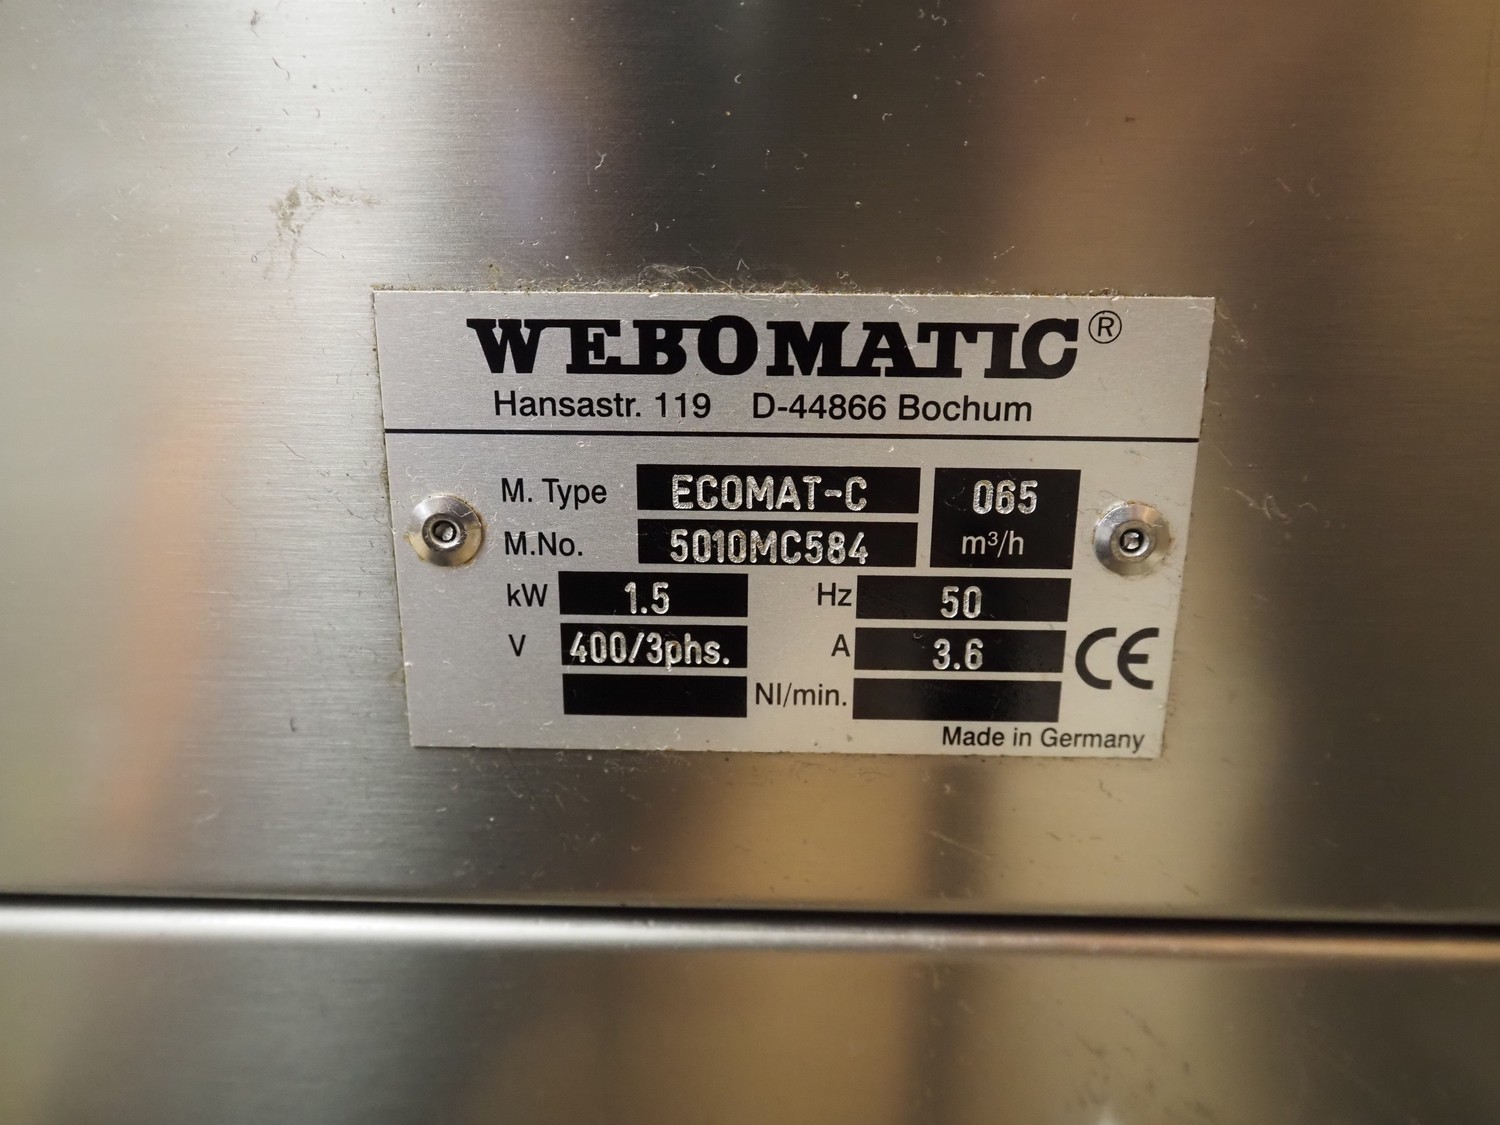 WEBOMATIC®
Hansastr. 119 D-44866 Bochum
M. Type ECOMAT-C 065
M.No. 5010MC584 m³/h
kW 1.5 Hz 50
V 400/3phs. A 3.6
Nl/min.
CE
Made in Germany